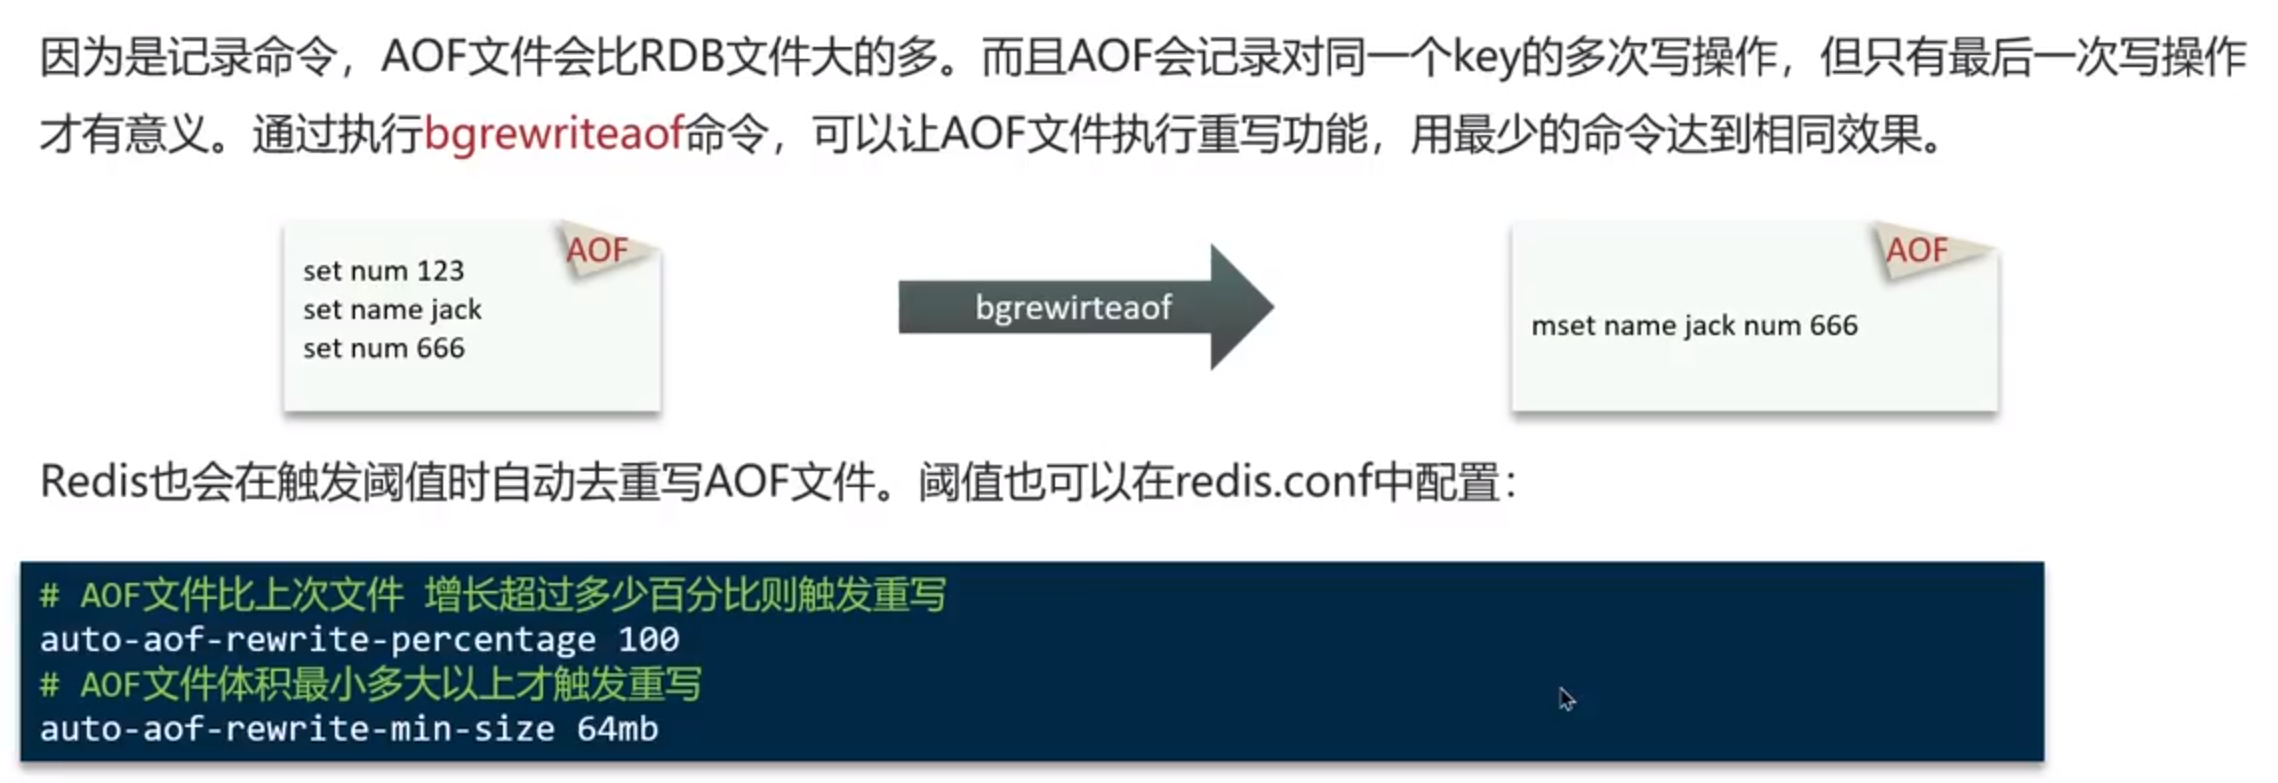 因为是记录命令，AOF文件会比RDB文件大的多。而且AOF会记录对同一个key的多次写操作，但只有最后一次写操作
才有意义。通过执行bgrewriteaof命令，可以让AOF文件执行重写功能，用最少的命令达到相同效果。
AOF
set num 123
set name jack
set num 666
bgrewirteaof
AOF
mset name jack num 666
Redis也会在触发阈值时自动去重写AOF文件。阈值也可以在redis.conf中配置：
# AOF文件比上次文件 增长超过多少百分比则触发重写
auto-aof-rewrite-percentage 100
# AOF文件体积最小多大以上才触发重写
auto-aof-rewrite-min-size 64mb